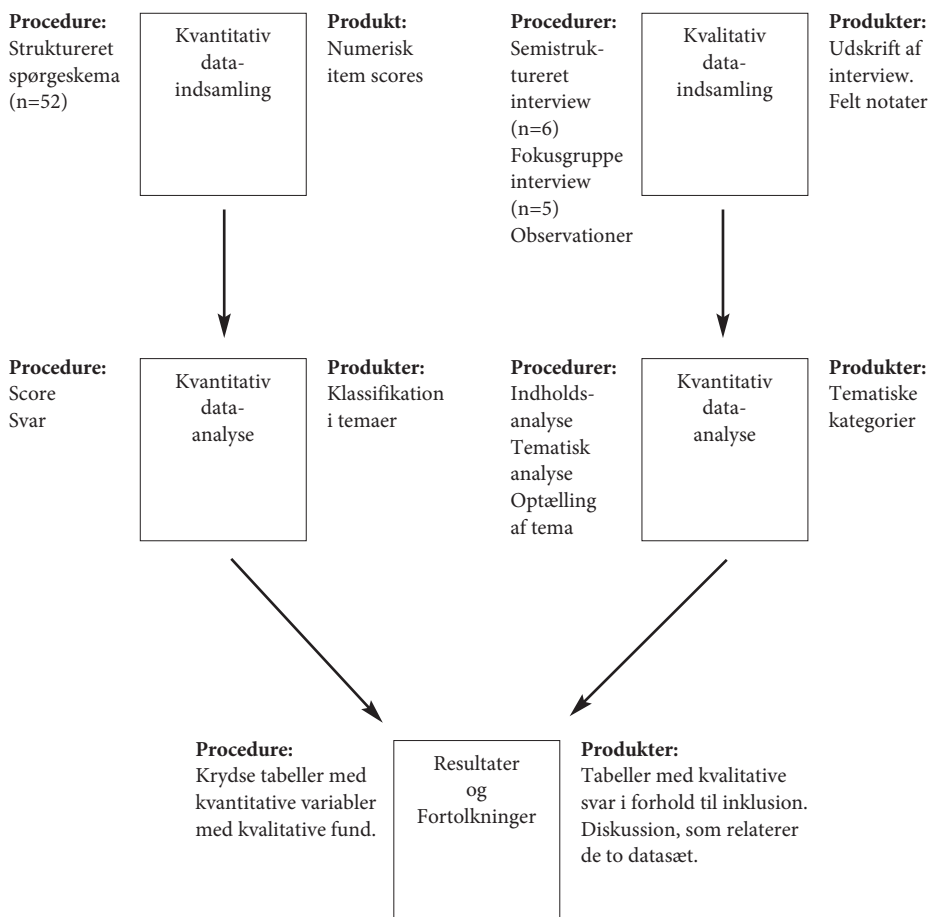 Procedure:
Struktureret
spørgeskema
(n=52)
Kvantitativ
data-
indsamling
Produkt:
Numerisk
item scores
Procedurer:
Semistruk-
tureret
interview
(n=6)
Fokusgruppe
interview
(n=5)
Observationer
Kvalitativ
data-
indsamling
Produkter:
Udskrift af
interview.
Felt notater
Procedure:
Score
Svar
Kvantitativ
data-
analyse
Produkter:
Klassifikation
i temaer
Procedurer:
Indholds-
analyse
Tematisk
analyse
Optælling
af tema
Kvantitativ
data-
analyse
Produkter:
Tematiske
kategorier
Procedure:
Krydse tabeller med
kvantitative variabler
med kvalitative fund.
Resultater
og
Fortolkninger
Produkter:
Tabeller med kvalitative
svar i forhold til inklusion.
Diskussion, som relaterer
de to datasæt.